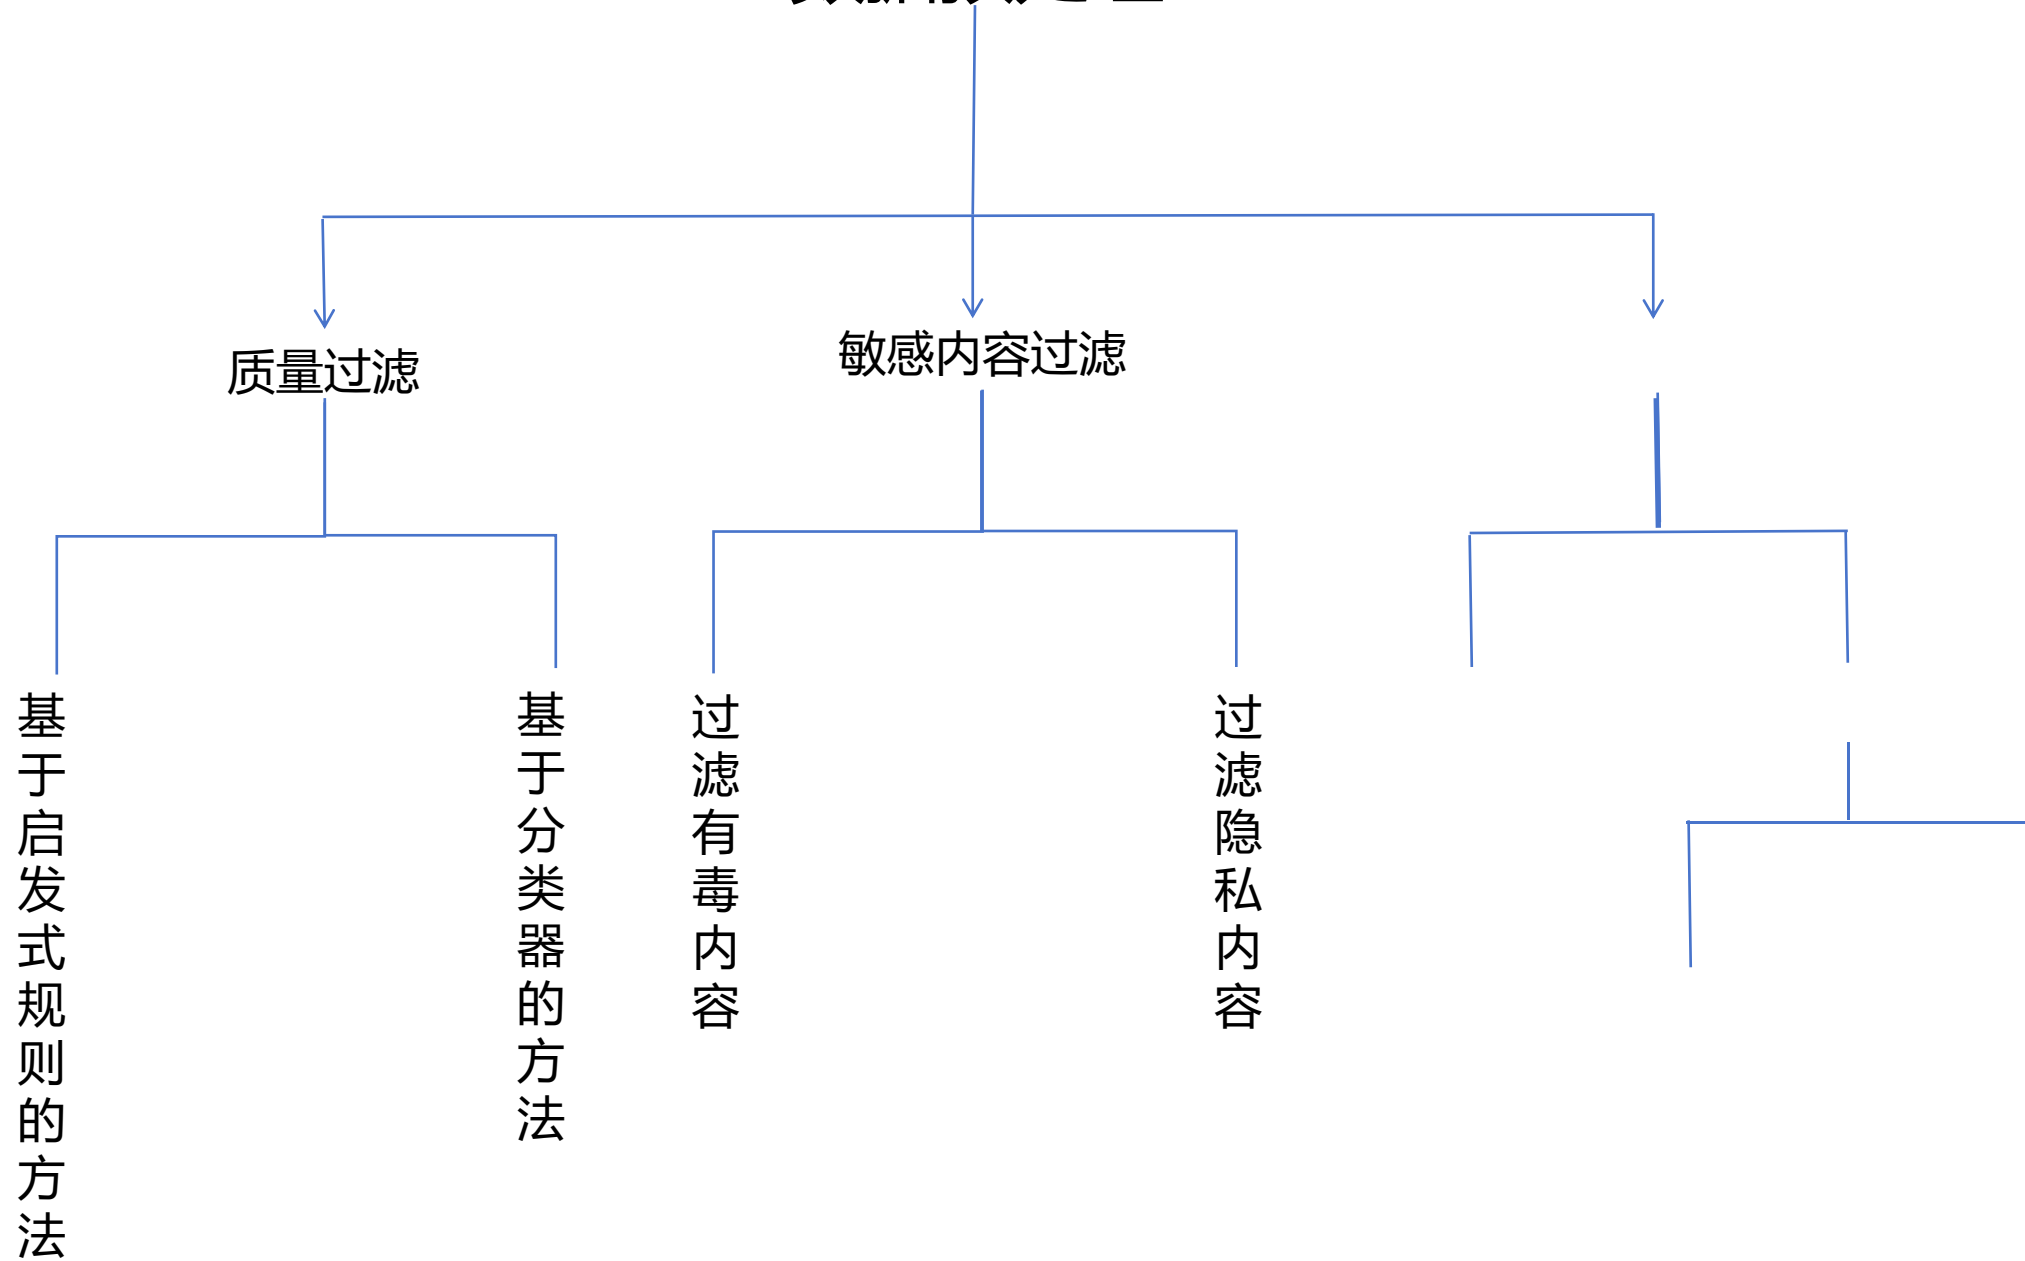 质量过滤
敏感内容过滤
基于启发式规则的方法
基于分类器的方法
过滤有毒内容
过滤隐私内容